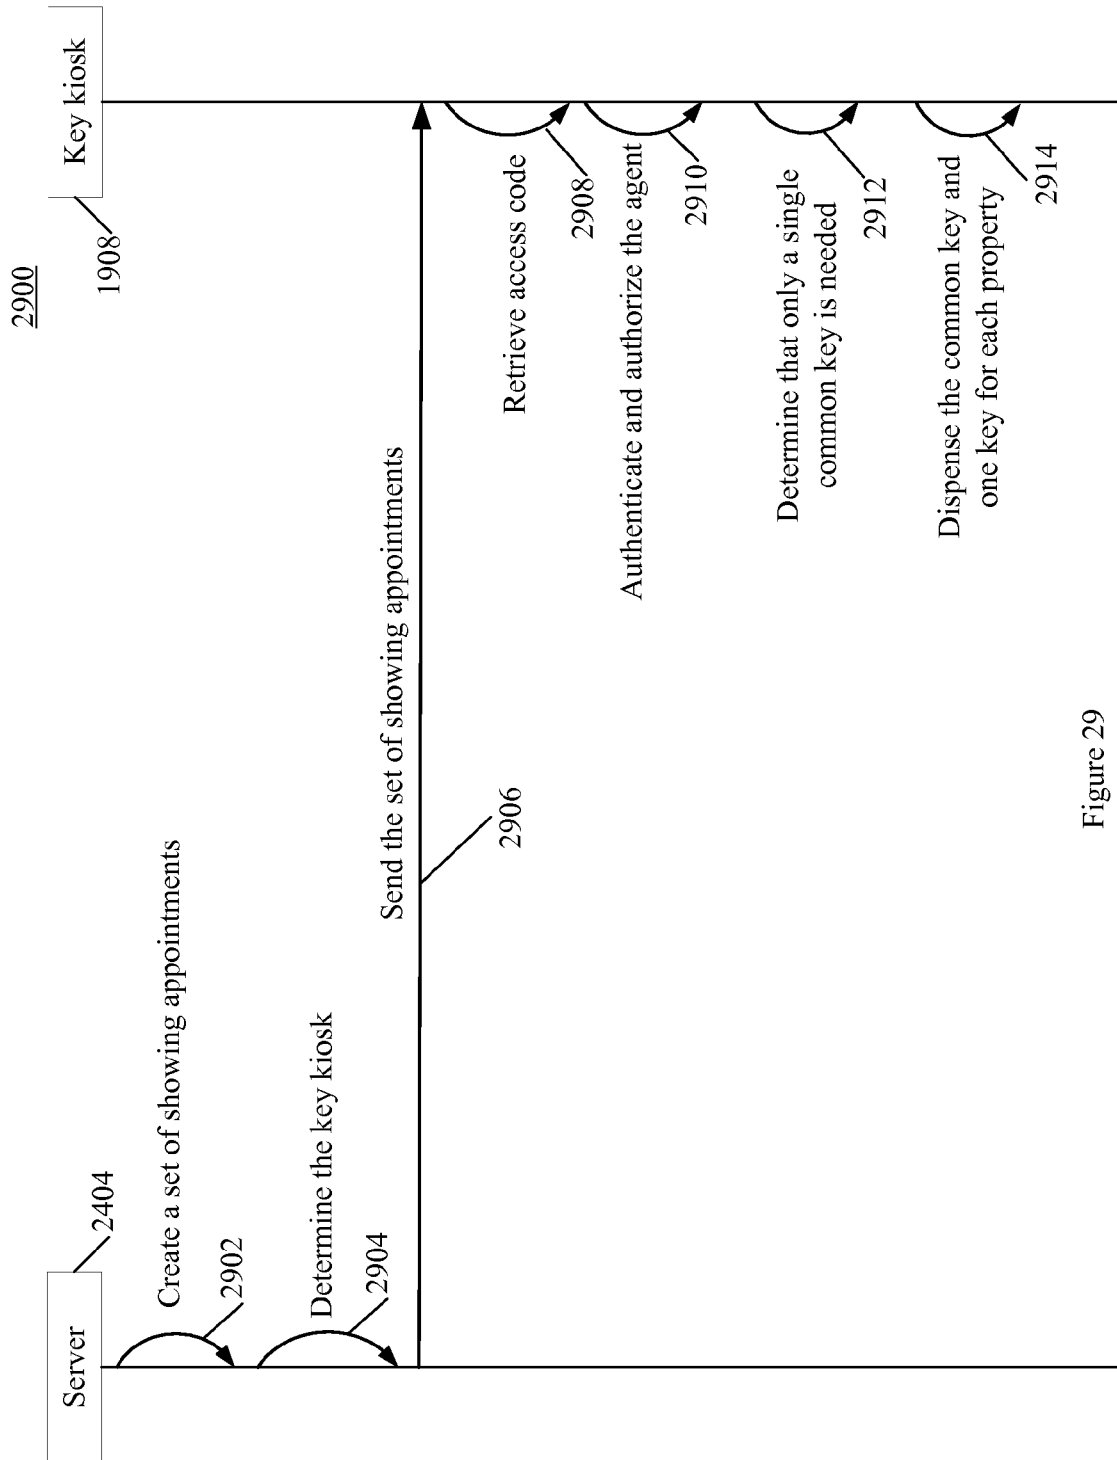 2900
Server
2404
Key kiosk
1908
Create a set of showing appointments
2902
Determine the key kiosk
2904
Send the set of showing appointments
2906
Retrieve access code
2908
Authenticate and authorize the agent
2910
Determine that only a single
common key is needed
2912
Dispense the common key and
one key for each property
2914
Figure 29